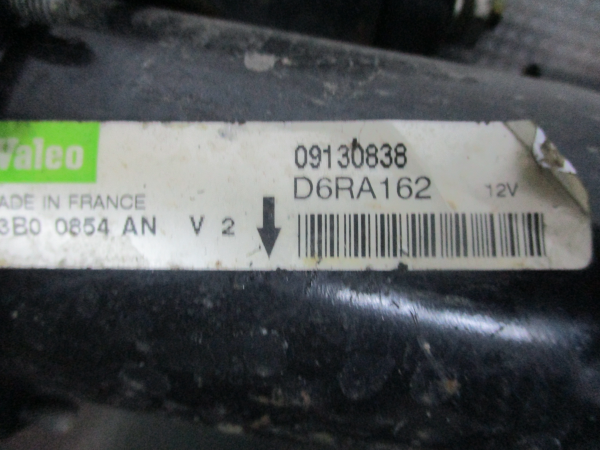 Valeo
MADE IN FRANCE
3B0 0854 AN V 2
09130838
D6RA162 12V